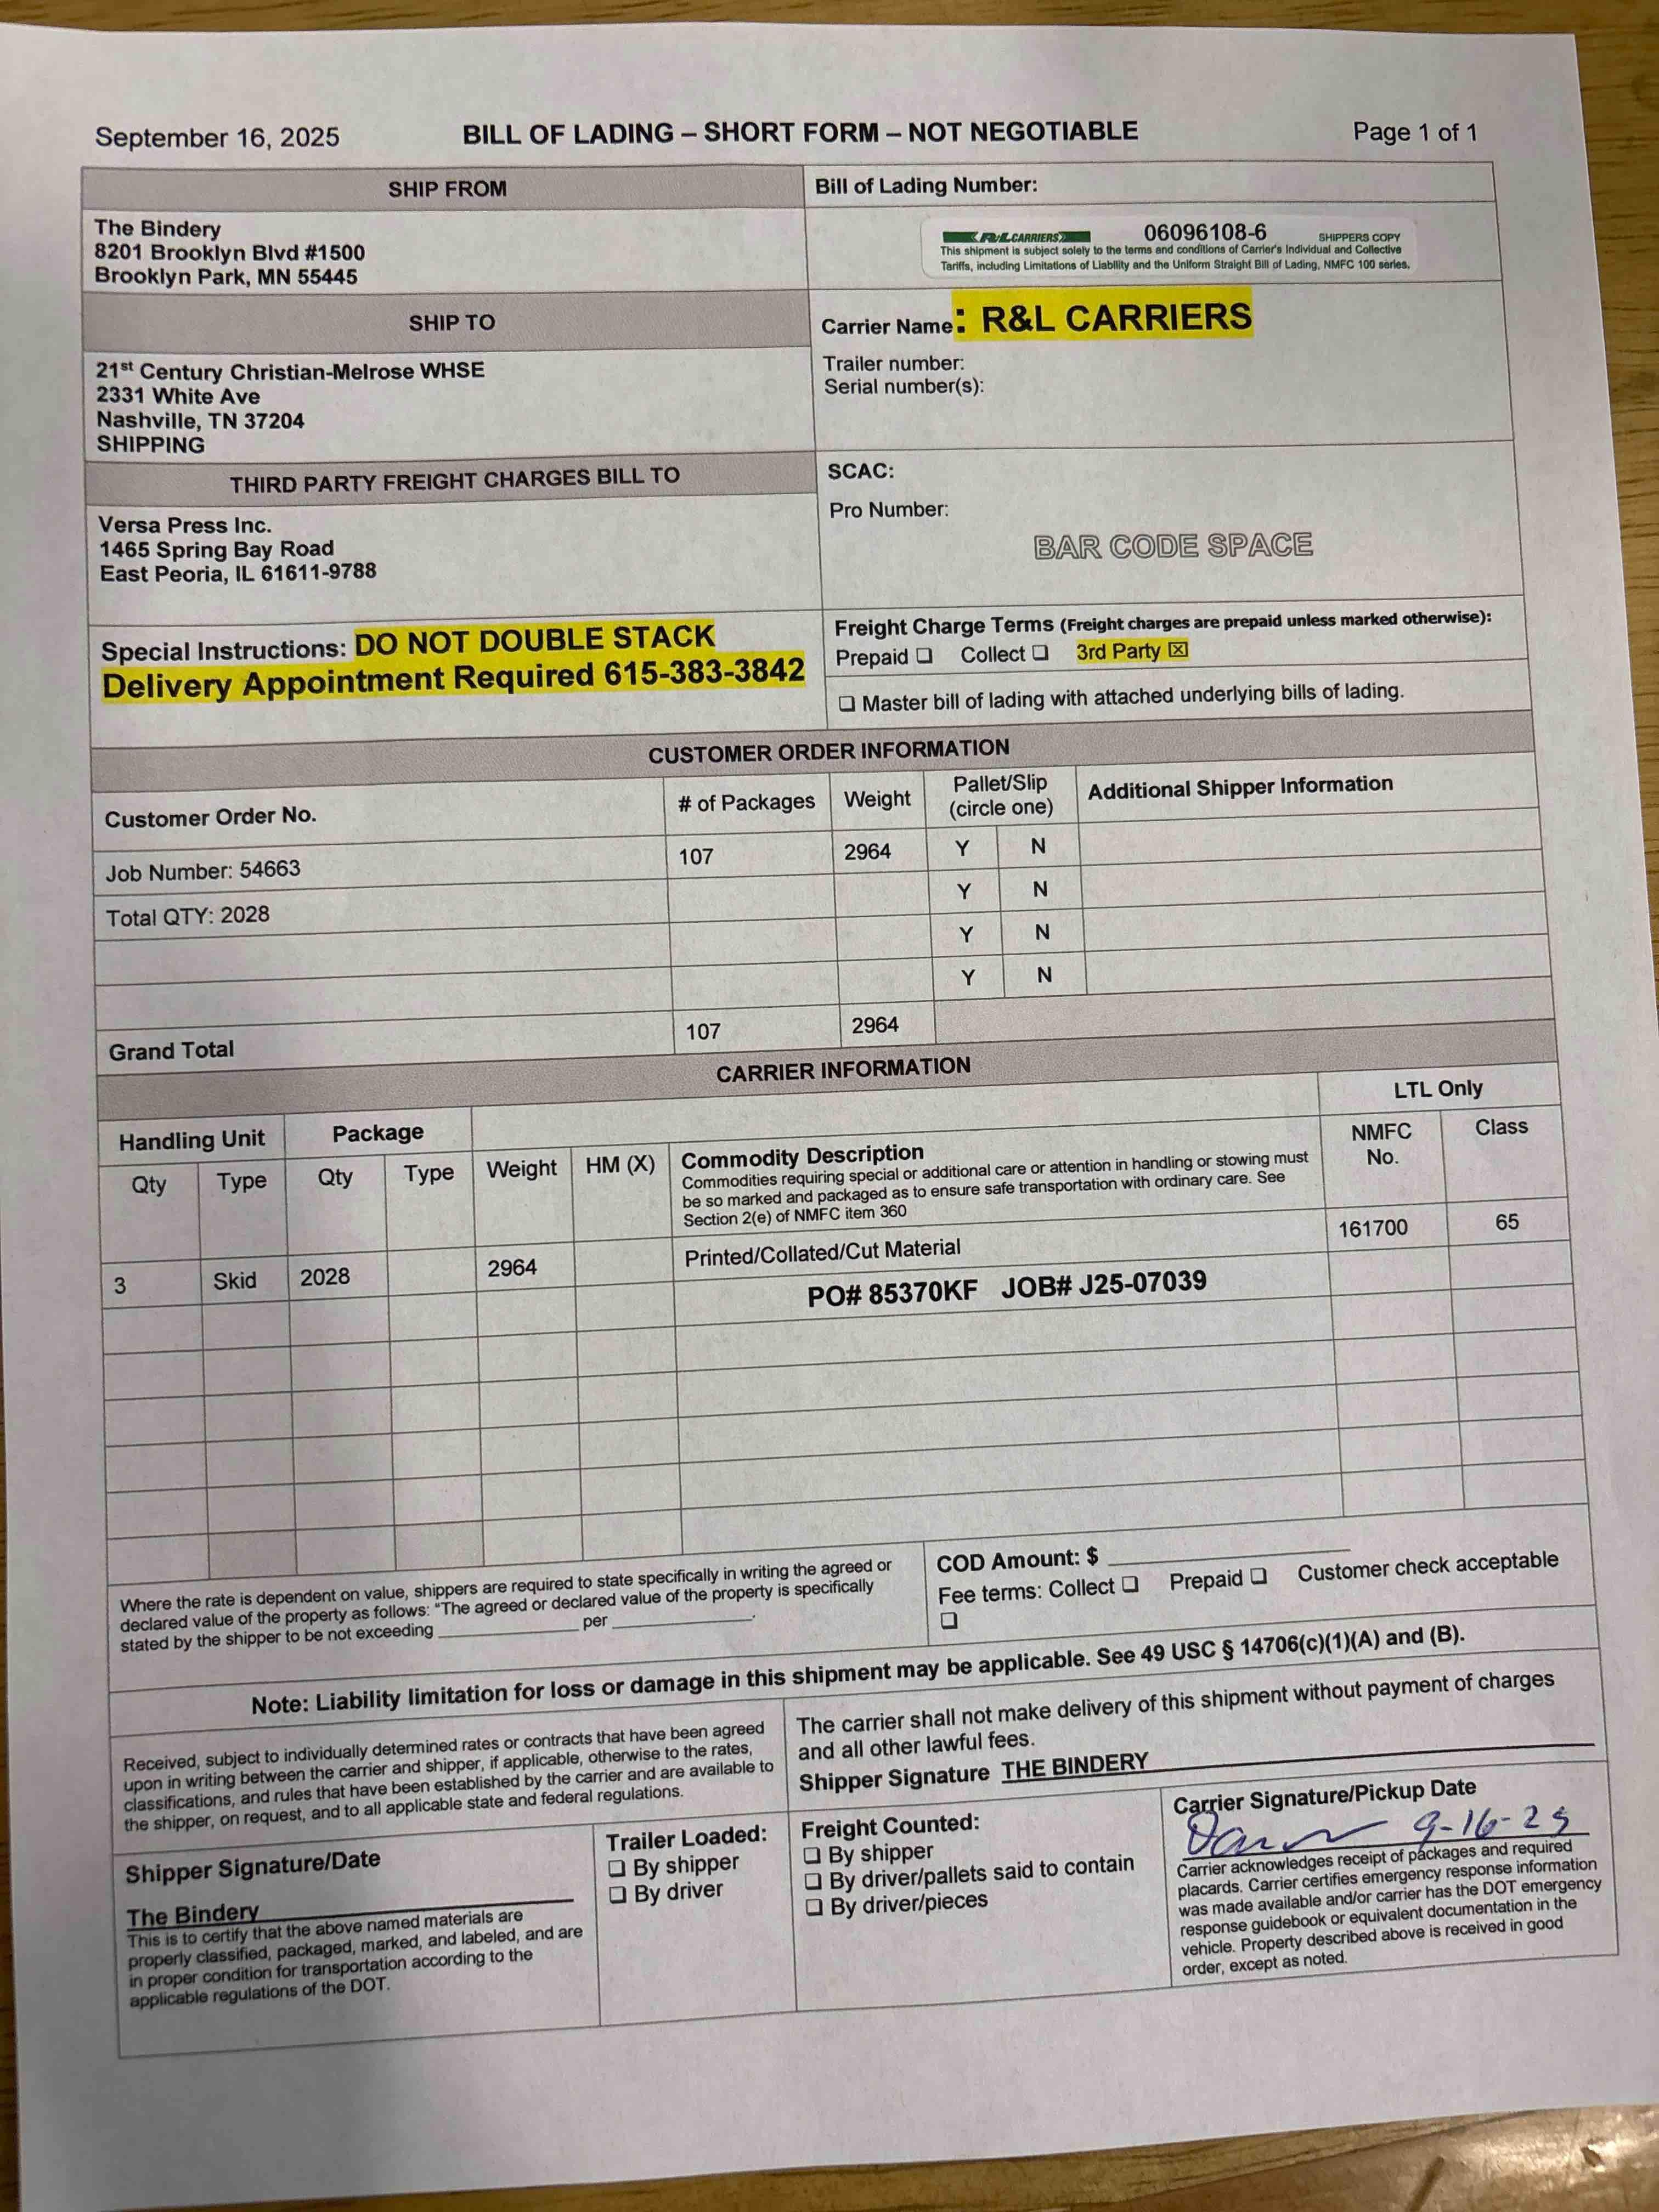 September 16, 2025
BILL OF LADING – SHORT FORM – NOT NEGOTIABLE
Page 1 of 1
SHIP FROM
The Bindery
8201 Brooklyn Blvd #1500
Brooklyn Park, MN 55445
Bill of Lading Number:
R&L CARRIERS
06096108-6
SHIPPERS COPY
This shipment is subject solely to the terms and conditions of Carrier's Individual and Collective
Tariffs, including Limitations of Liability and the Uniform Straight Bill of Lading, NMFC 100 series.
SHIP TO
21st Century Christian-Melrose WHSE
2331 White Ave
Nashville, TN 37204
SHIPPING
Carrier Name: R&L CARRIERS
Trailer number:
Serial number(s):
THIRD PARTY FREIGHT CHARGES BILL TO
Versa Press Inc.
1465 Spring Bay Road
East Peoria, IL 61611-9788
SCAC:
Pro Number:
BAR CODE SPACE
Special Instructions: DO NOT DOUBLE STACK
Delivery Appointment Required 615-383-3842
Freight Charge Terms (Freight charges are prepaid unless marked otherwise):
Prepaid ❑ Collect ❑ 3rd Party ☒
❑ Master bill of lading with attached underlying bills of lading.
CUSTOMER ORDER INFORMATION
Customer Order No.
# of Packages
Weight
Pallet/Slip
(circle one)
Additional Shipper Information
Job Number: 54663
107
2964
Y N
Total QTY: 2028
Y N
Y N
Y N
Grand Total
107
2964
CARRIER INFORMATION
Handling Unit
Package
LTL Only
Qty
Type
Qty
Type
Weight
HM (X)
Commodity Description
Commodities requiring special or additional care or attention in handling or stowing must
be so marked and packaged as to ensure safe transportation with ordinary care. See
Section 2(e) of NMFC item 360
NMFC
No.
Class
3
Skid
2028
2964
Printed/Collated/Cut Material
161700
65
PO# 85370KF JOB# J25-07039
Where the rate is dependent on value, shippers are required to state specifically in writing the agreed or
declared value of the property as follows: "The agreed or declared value of the property is specifically
stated by the shipper to be not exceeding ______________ per ______________.
COD Amount: $ ______________
Fee terms: Collect ❑ Prepaid ❑ Customer check acceptable
❑
Note: Liability limitation for loss or damage in this shipment may be applicable. See 49 USC § 14706(c)(1)(A) and (B).
Received, subject to individually determined rates or contracts that have been agreed
upon in writing between the carrier and shipper, if applicable, otherwise to the rates,
classifications, and rules that have been established by the carrier and are available to
the shipper, on request, and to all applicable state and federal regulations.
The carrier shall not make delivery of this shipment without payment of charges
and all other lawful fees.
Shipper Signature THE BINDERY
Shipper Signature/Date
The Bindery
This is to certify that the above named materials are
properly classified, packaged, marked, and labeled, and are
in proper condition for transportation according to the
applicable regulations of the DOT.
Trailer Loaded:
❑ By shipper
❑ By driver
Freight Counted:
❑ By shipper
❑ By driver/pallets said to contain
❑ By driver/pieces
Carrier Signature/Pickup Date
9-16-25
Carrier acknowledges receipt of packages and required
placards. Carrier certifies emergency response information
was made available and/or carrier has the DOT emergency
response guidebook or equivalent documentation in the
vehicle. Property described above is received in good
order, except as noted.